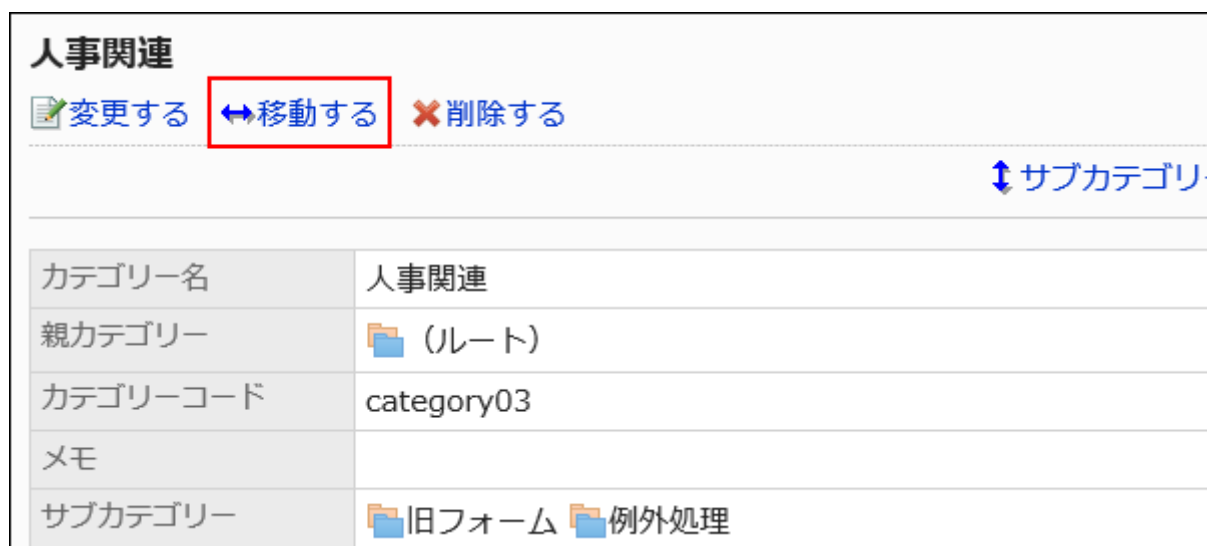 人事関連
変更する 移動する 削除する
サブカテゴリ
カテゴリー名 人事関連
親カテゴリー （ルート）
カテゴリーコード category03
メモ
サブカテゴリー 旧フォーム 例外処理